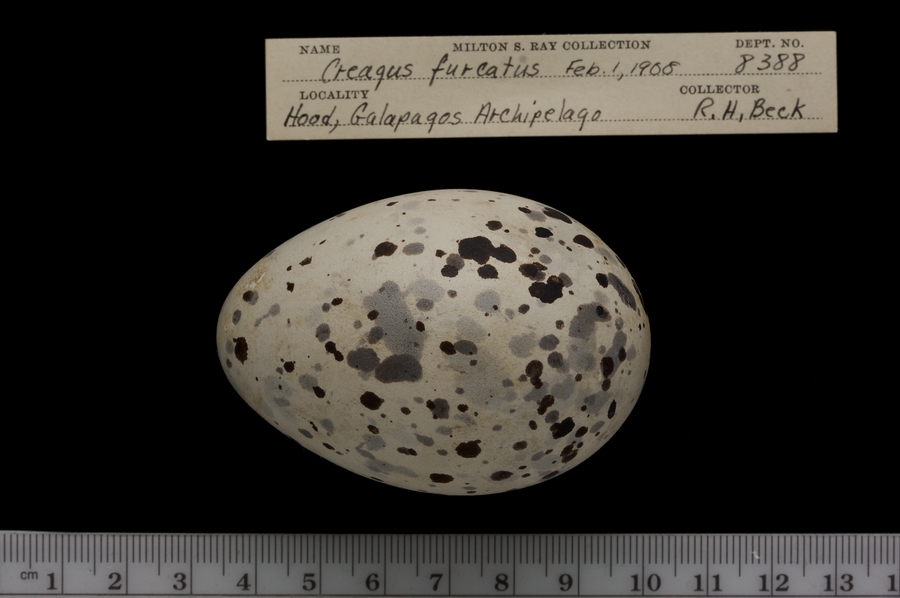 NAME MILTON S. RAY COLLECTION DEPT. NO.
Creagus furcatus Feb. 1, 1908 8388
LOCALITY COLLECTOR
Hood, Galapagos Archipelago R. H. Beck
cm 1 2 3 4 5 6 7 8 9 10 11 12 13 1